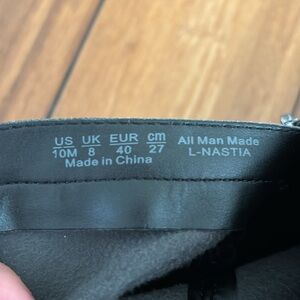 US UK EUR cm All Man Made
10M 8 40 27 L-NASTIA
Made in China